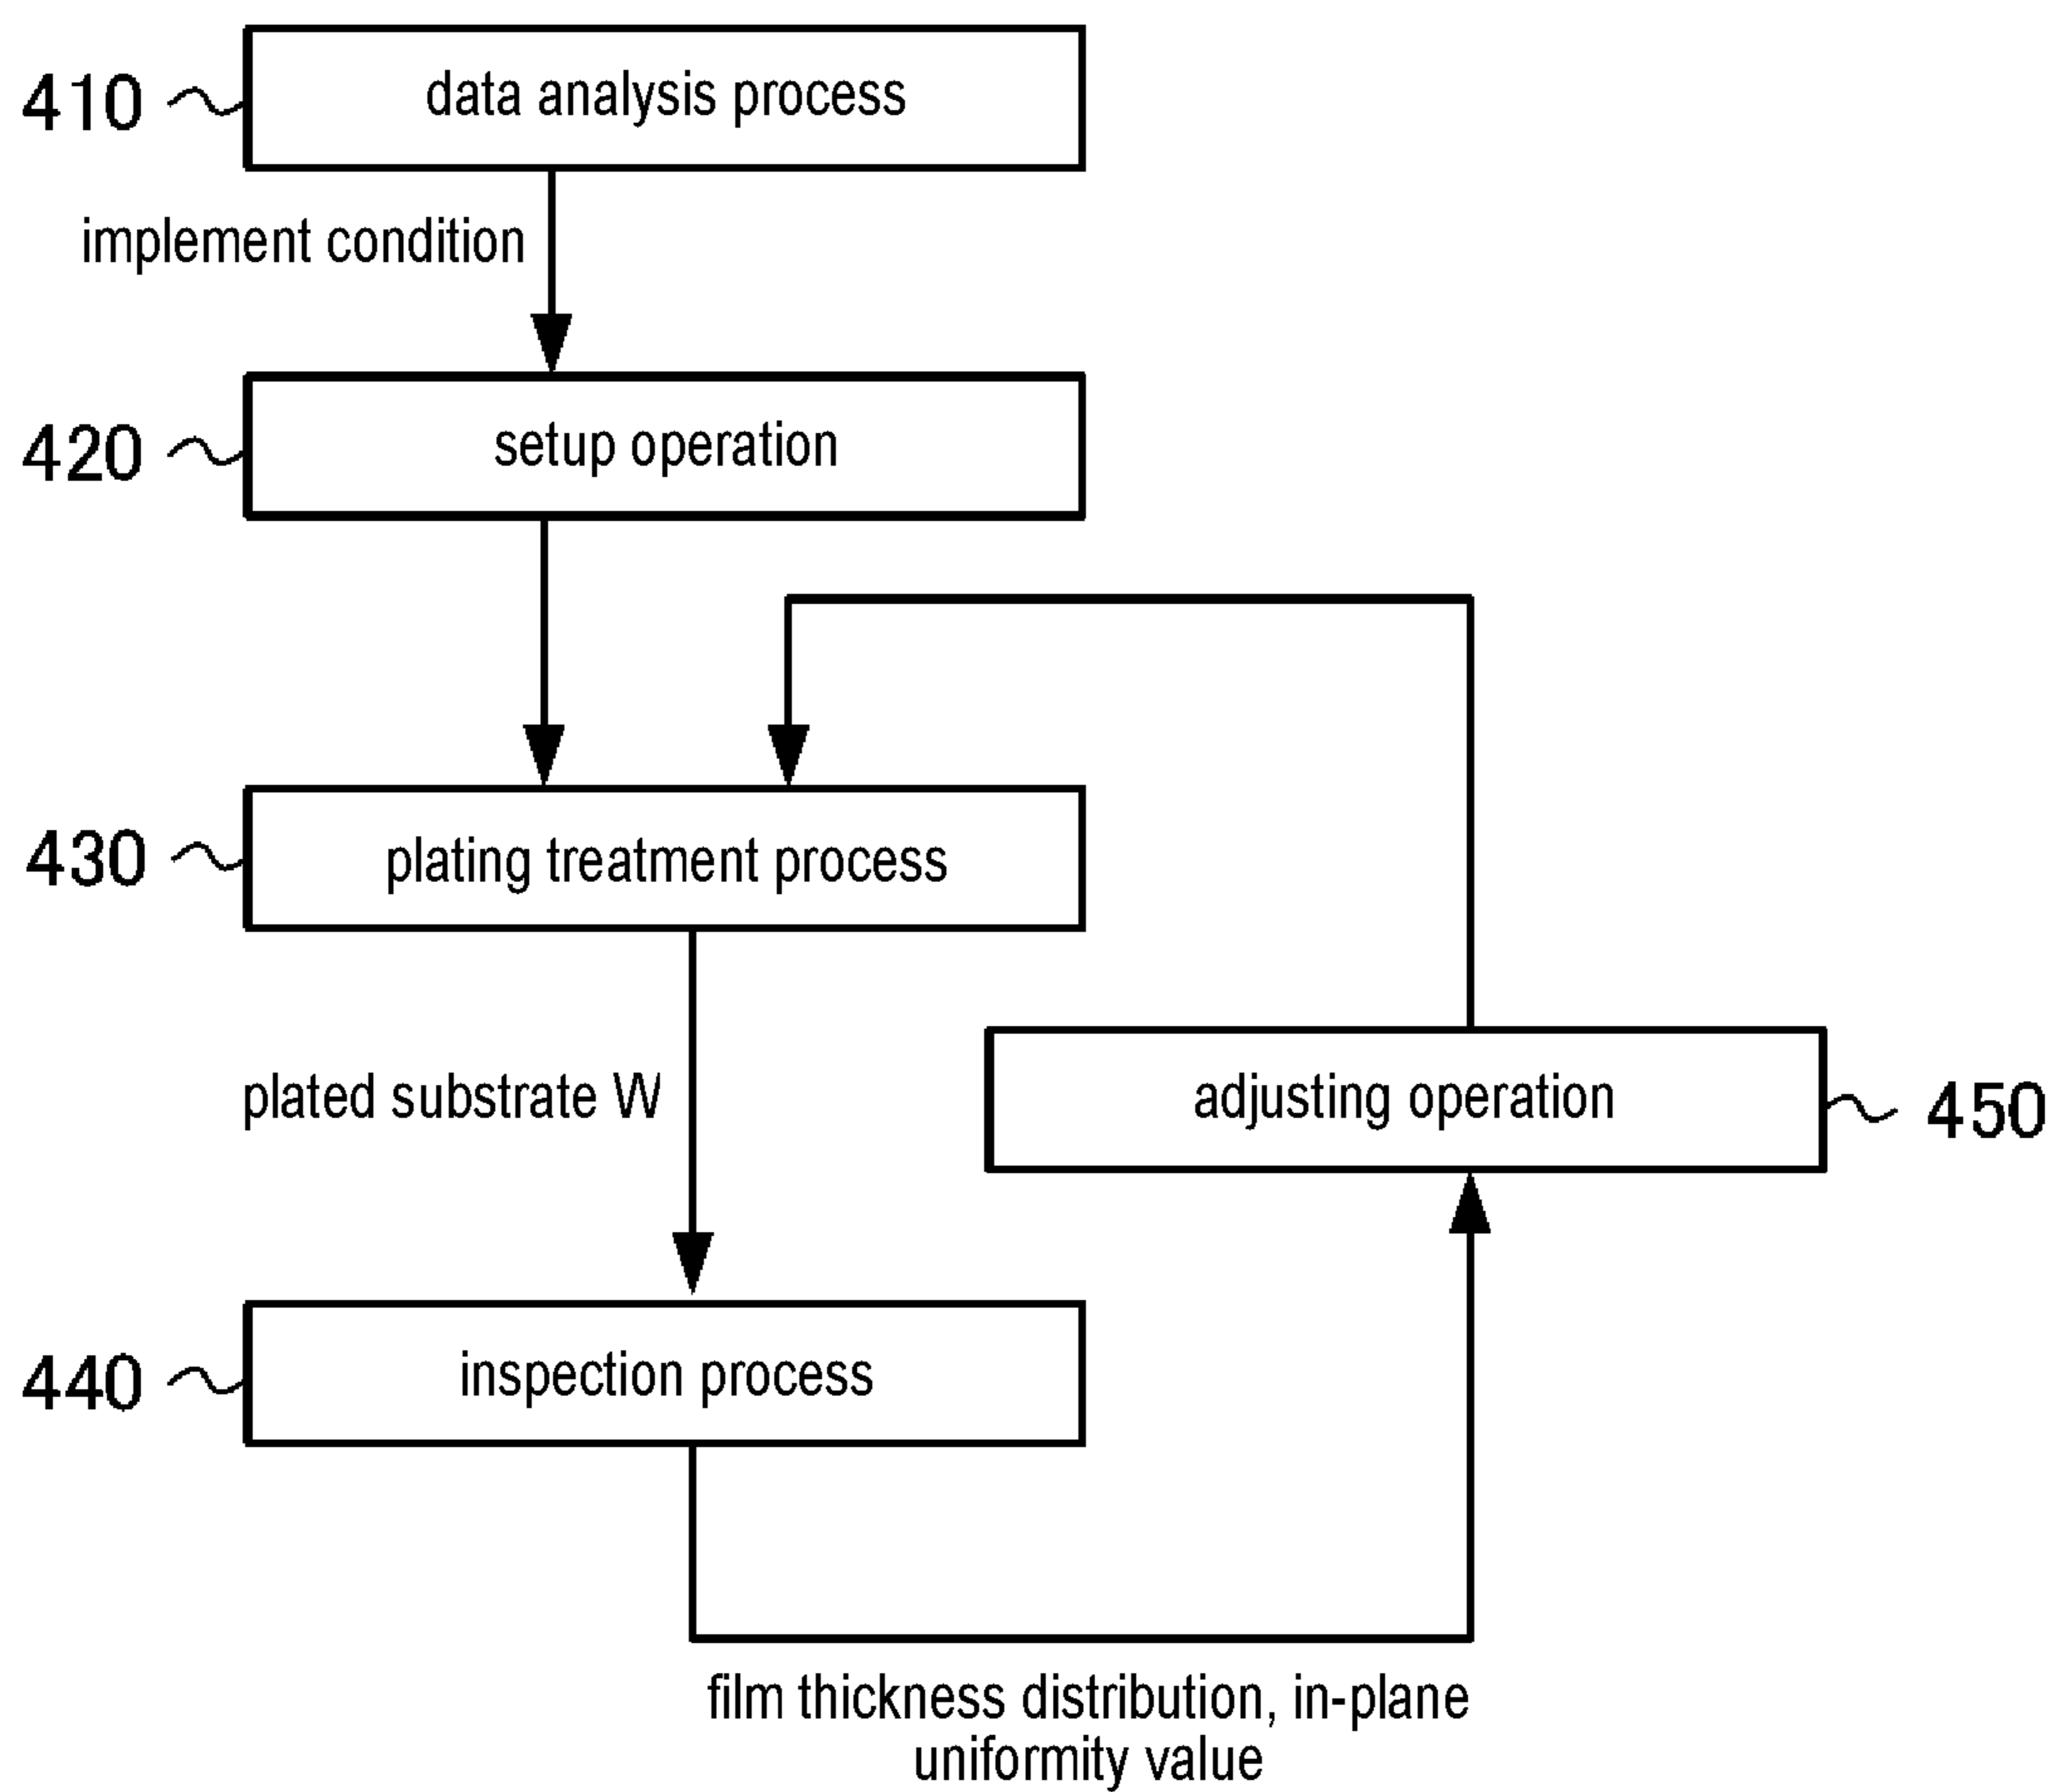 410
data analysis process
implement condition
420
setup operation
430
plating treatment process
plated substrate W
adjusting operation
450
440
inspection process
film thickness distribution, in-plane
uniformity value